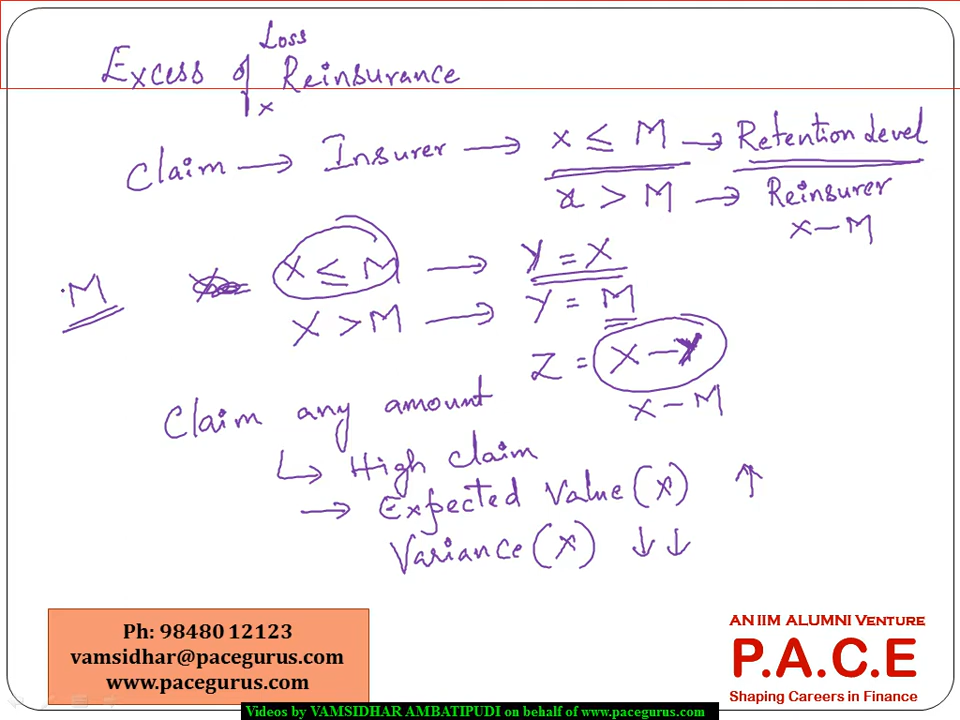 Excess of Loss Reinsurance
x
Claim → Insurer → x ≤ M → Retention Level
x > M → Reinsurer
x − M
M X ≤ M → Y = X
X > M → Y = M
Z = X − Y
x − M
Claim any amount
↳ High claim
→ Expected Value (x) ↑
Variance (x) ↓ ↓
Ph: 98480 12123
vamsidhar@pacegurus.com
www.pacegurus.com
AN IIM ALUMNI VENTURE
P.A.C.E
Shaping Careers in Finance
Videos by VAMSIDHAR AMBATIPUDI on behalf of www.pacegurus.com